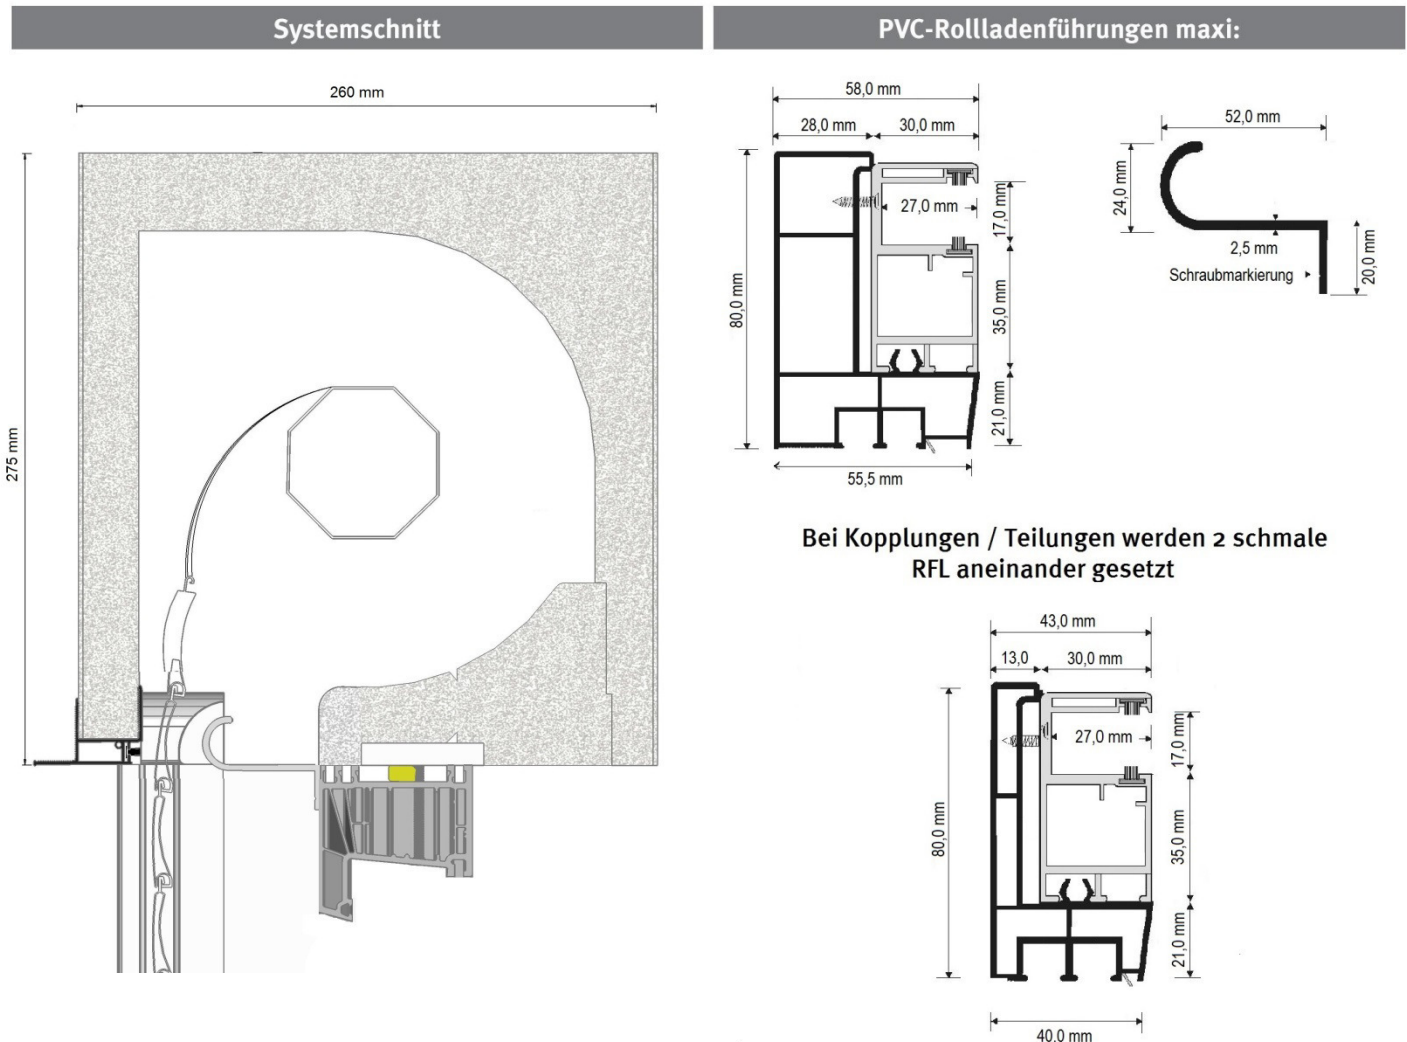 Systemschnitt
PVC-Rollladenführungen maxi:
260 mm
275 mm
58,0 mm
28,0 mm
30,0 mm
27,0 mm
17,0 mm
80,0 mm
35,0 mm
21,0 mm
55,5 mm
52,0 mm
24,0 mm
2,5 mm
Schraubmarkierung
20,0 mm
Bei Kopplungen / Teilungen werden 2 schmale
RFL aneinander gesetzt
43,0 mm
13,0
30,0 mm
27,0 mm
17,0 mm
80,0 mm
35,0 mm
21,0 mm
40,0 mm